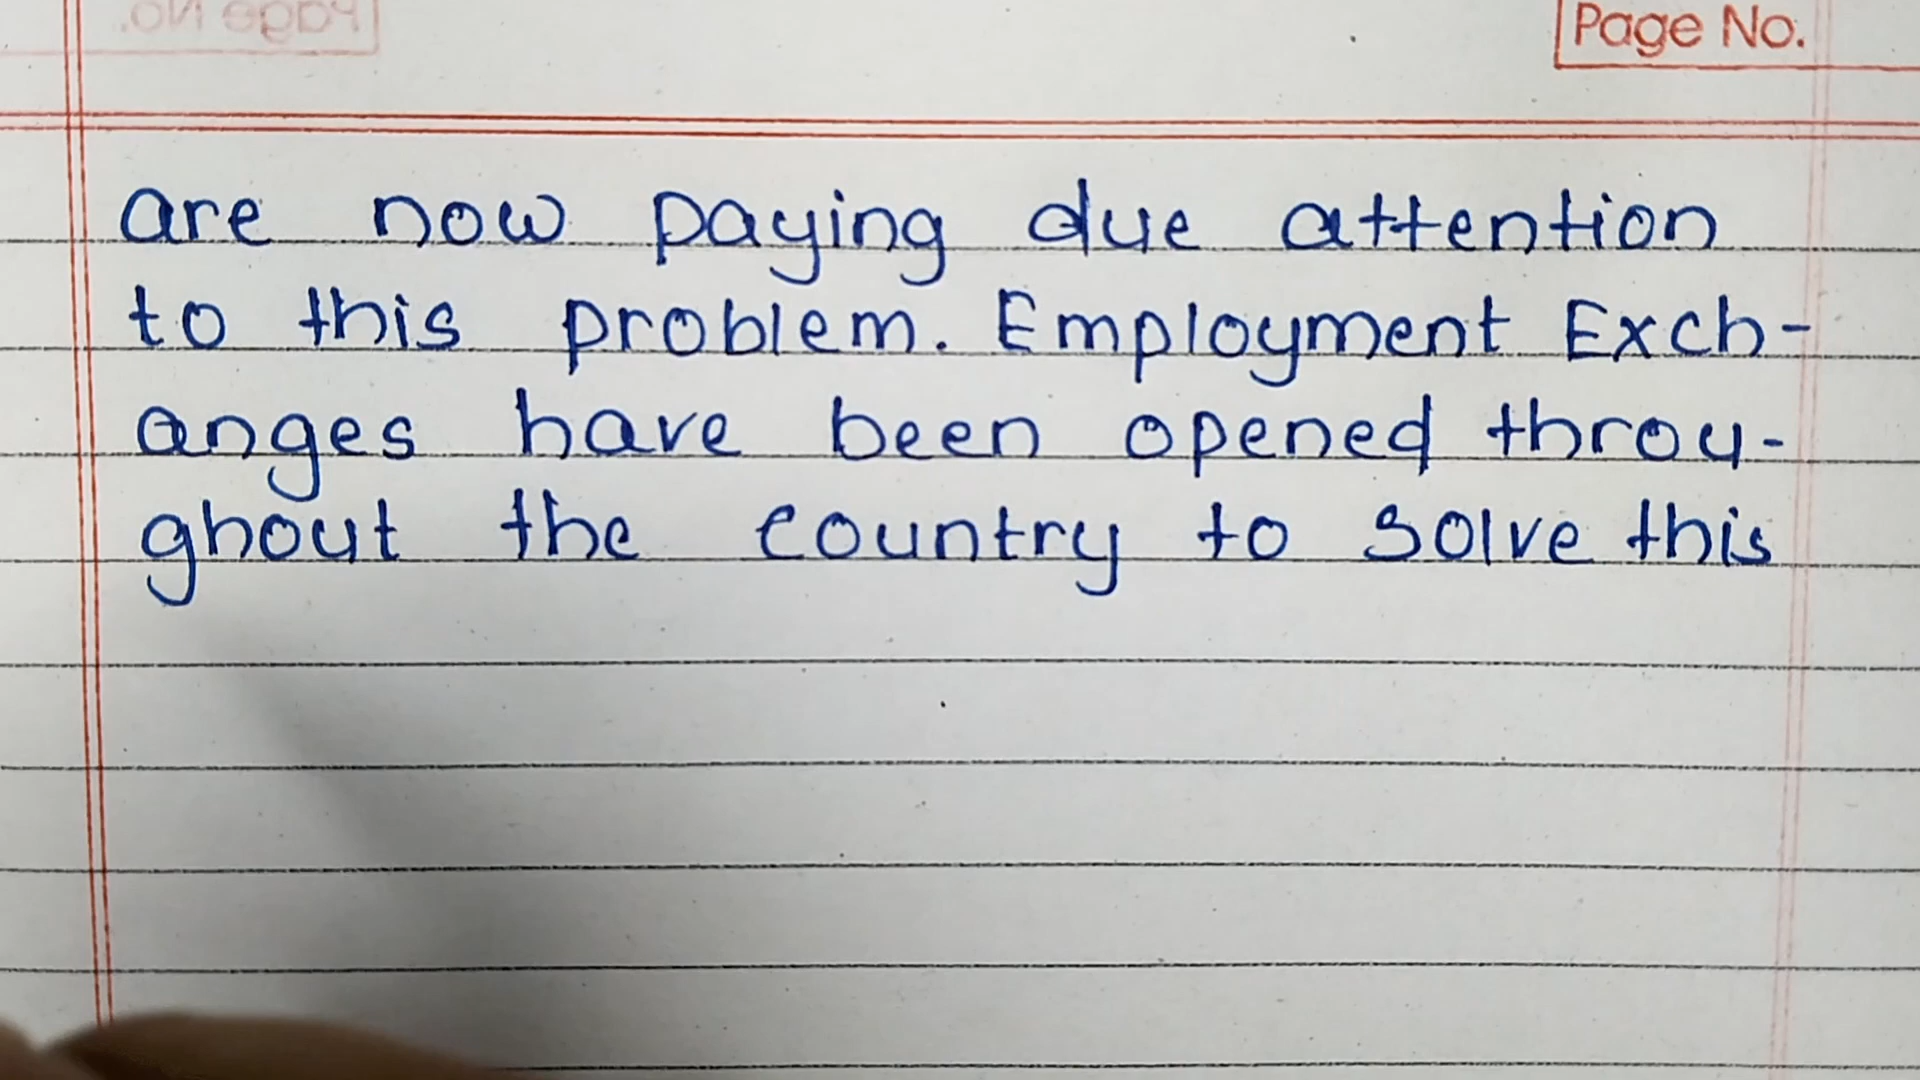 Page No.
are now paying due attention
to this problem. Employment Exch-
anges have been opened throu-
ghout the country to solve this